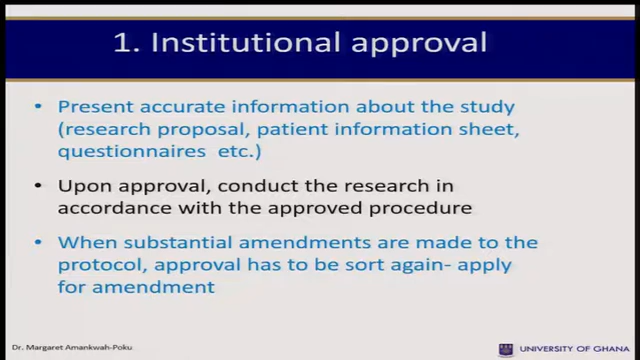 1. Institutional approval
• Present accurate information about the study
(research proposal, patient information sheet,
questionnaires etc.)
• Upon approval, conduct the research in
accordance with the approved procedure
• When substantial amendments are made to the
protocol, approval has to be sort again- apply
for amendment
Dr. Margaret Amankwah-Poku
UNIVERSITY OF GHANA